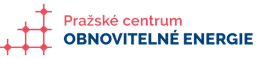 Pražské centrum
OBNOVITELNÉ ENERGIE